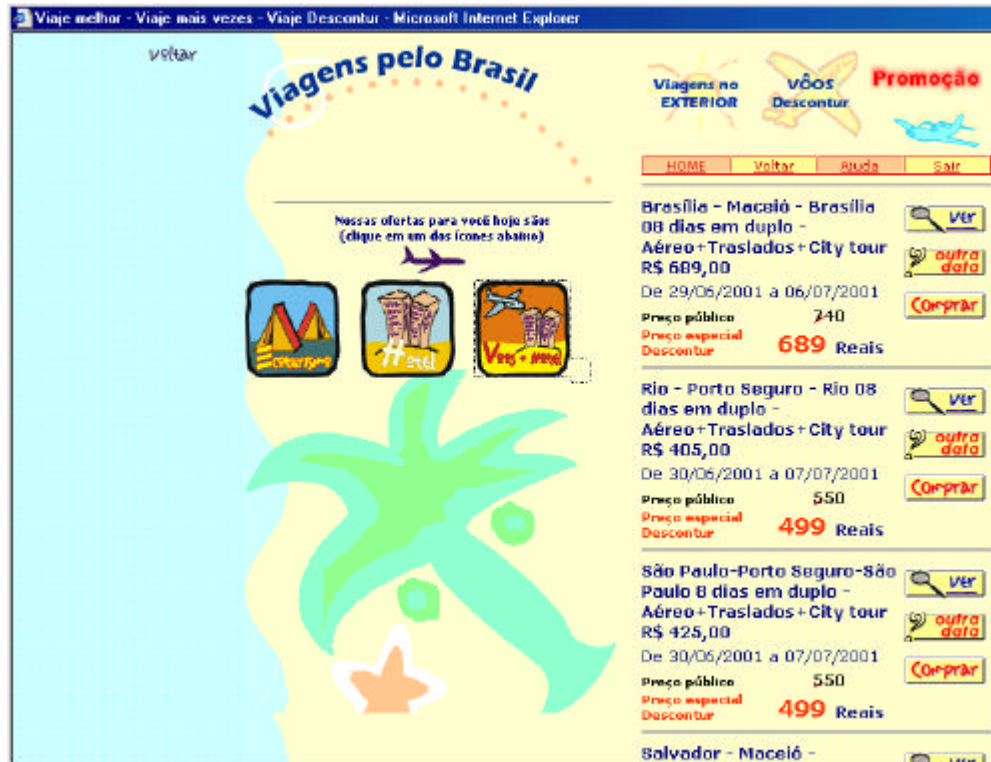 Viaje melhor - Viaje mais vezes - Viaje Descontur - Microsoft Internet Explorer
Voltar
Viagens pelo Brasil
Viagens no
EXTERIOR
VÔOS
Descontur
Promoção
HOME Voltar Ajuda Sair
Nossas ofertas para você hoje são:
(clique em um dos ícones abaixo)
Ecoturismo
Hotel
Vôos + Hotel
Brasília - Maceió - Brasília
08 dias em duplo -
Aéreo+Traslados+City tour
R$ 689,00
De 29/06/2001 a 06/07/2001
Preço público 740
Preço especial
Descontur 689 Reais
Ver
outra
data
Comprar
Rio - Porto Seguro - Rio 08
dias em duplo -
Aéreo+Traslados+City tour
R$ 405,00
De 30/06/2001 a 07/07/2001
Preço público 550
Preço especial
Descontur 499 Reais
Ver
outra
data
Comprar
São Paulo-Porto Seguro-São
Paulo 8 dias em duplo -
Aéreo+Traslados+City tour
R$ 425,00
De 30/06/2001 a 07/07/2001
Preço público 550
Preço especial
Descontur 499 Reais
Ver
outra
data
Comprar
Salvador - Maceió -
Ver